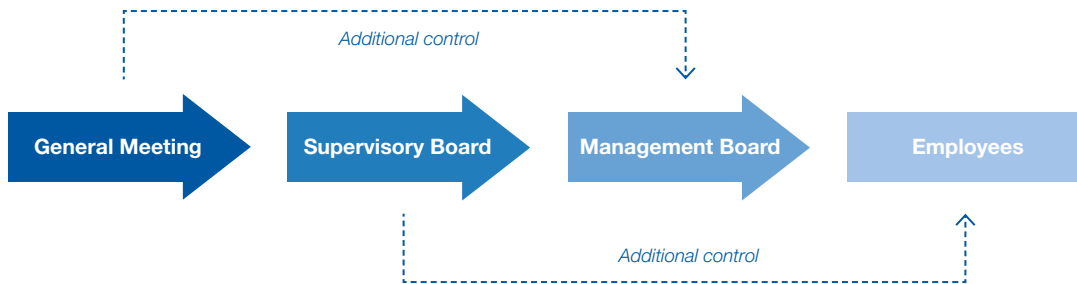 Additional control
General Meeting
Supervisory Board
Management Board
Employees
Additional control